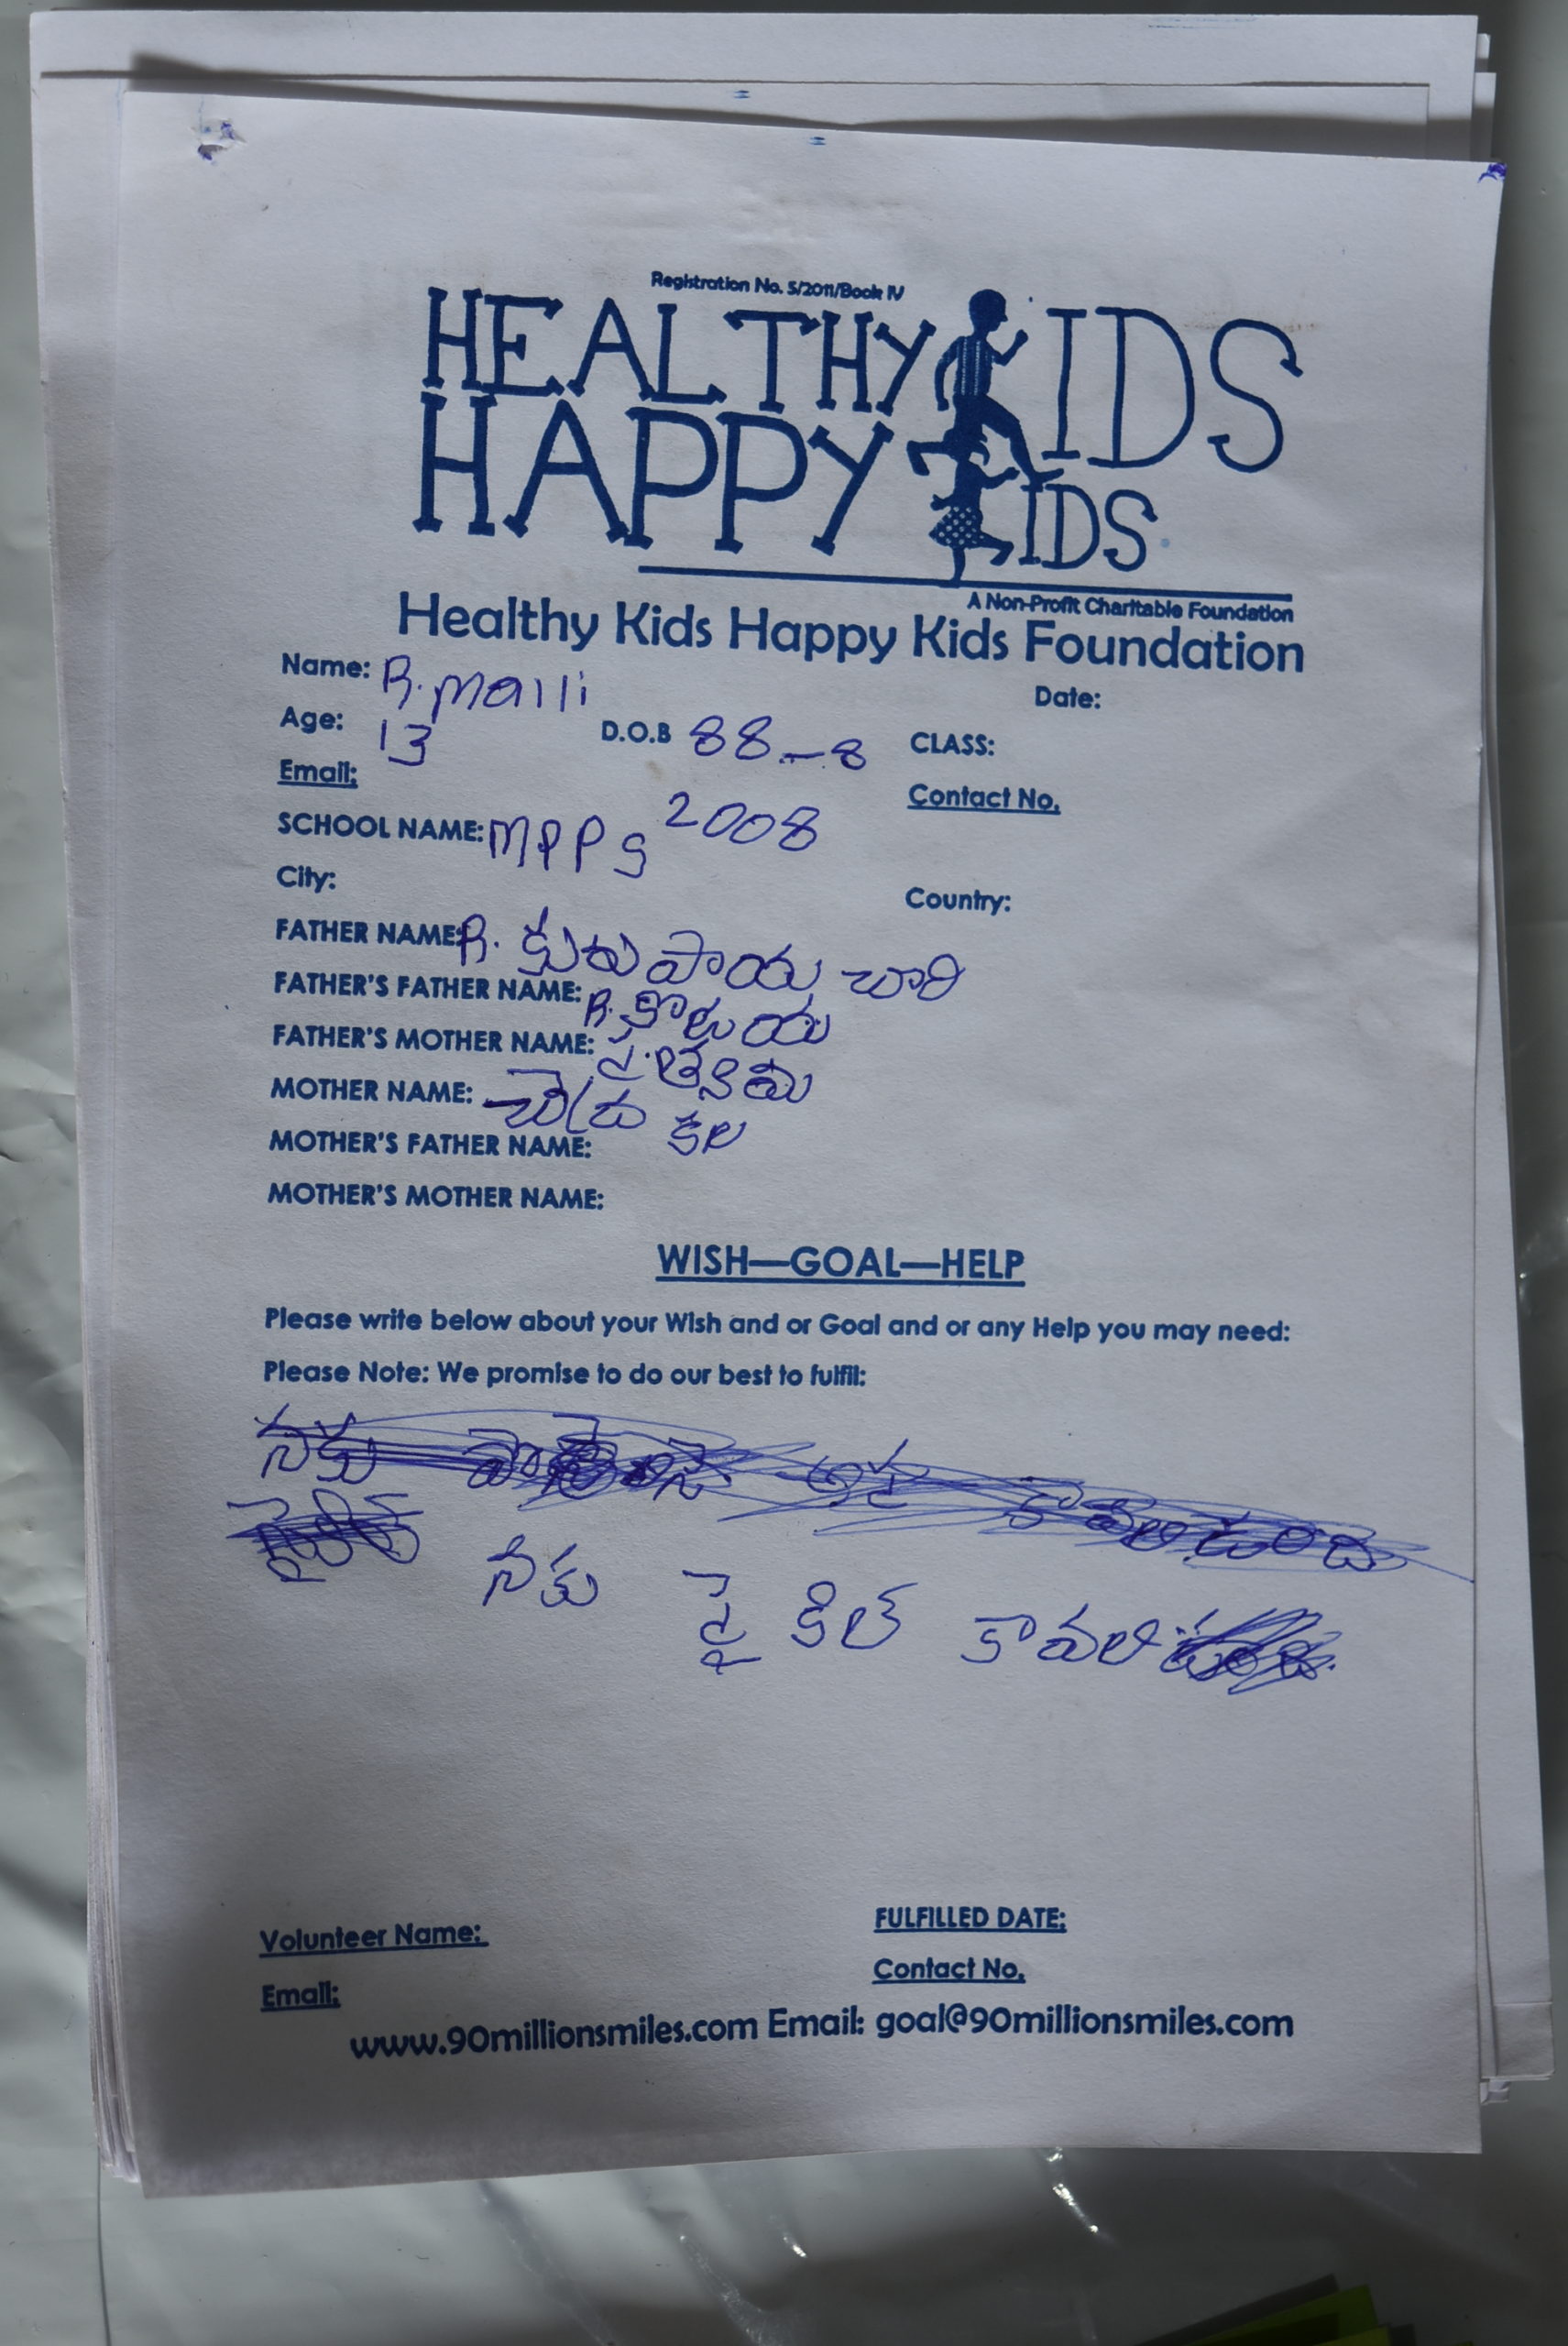 Registration No. 5/2011/Book IV
HEALTHY KIDS
HAPPY KIDS
A Non-Profit Charitable Foundation
Healthy Kids Happy Kids Foundation
Name: R. malli Date:
Age: 13 D.O.B 88-8 CLASS:
Email: Contact No.
2008
SCHOOL NAME: MPPS
City: Country:
FATHER NAME: R. చారి
FATHER'S FATHER NAME: R.
FATHER'S MOTHER NAME:
MOTHER NAME: కల
MOTHER'S FATHER NAME:
MOTHER'S MOTHER NAME:
WISH—GOAL—HELP
Please write below about your Wish and or Goal and or any Help you may need:
Please Note: We promise to do our best to fulfil:
నకు సైకిల్ కావలి
Volunteer Name: FULFILLED DATE:
Email: Contact No.
www.90millionsmiles.com Email: goal@90millionsmiles.com